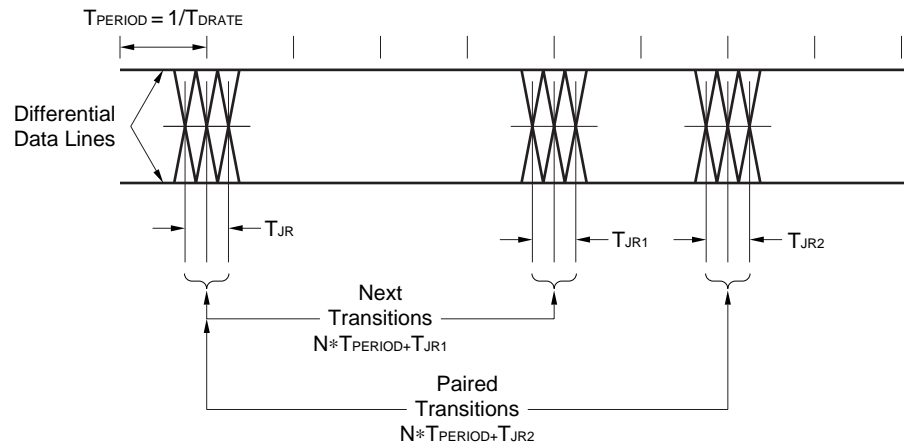 TPERIOD = 1/TDRATE
Differential
Data Lines
TJR
TJR1
TJR2
Next
Transitions
N*TPERIOD+TJR1
Paired
Transitions
N*TPERIOD+TJR2